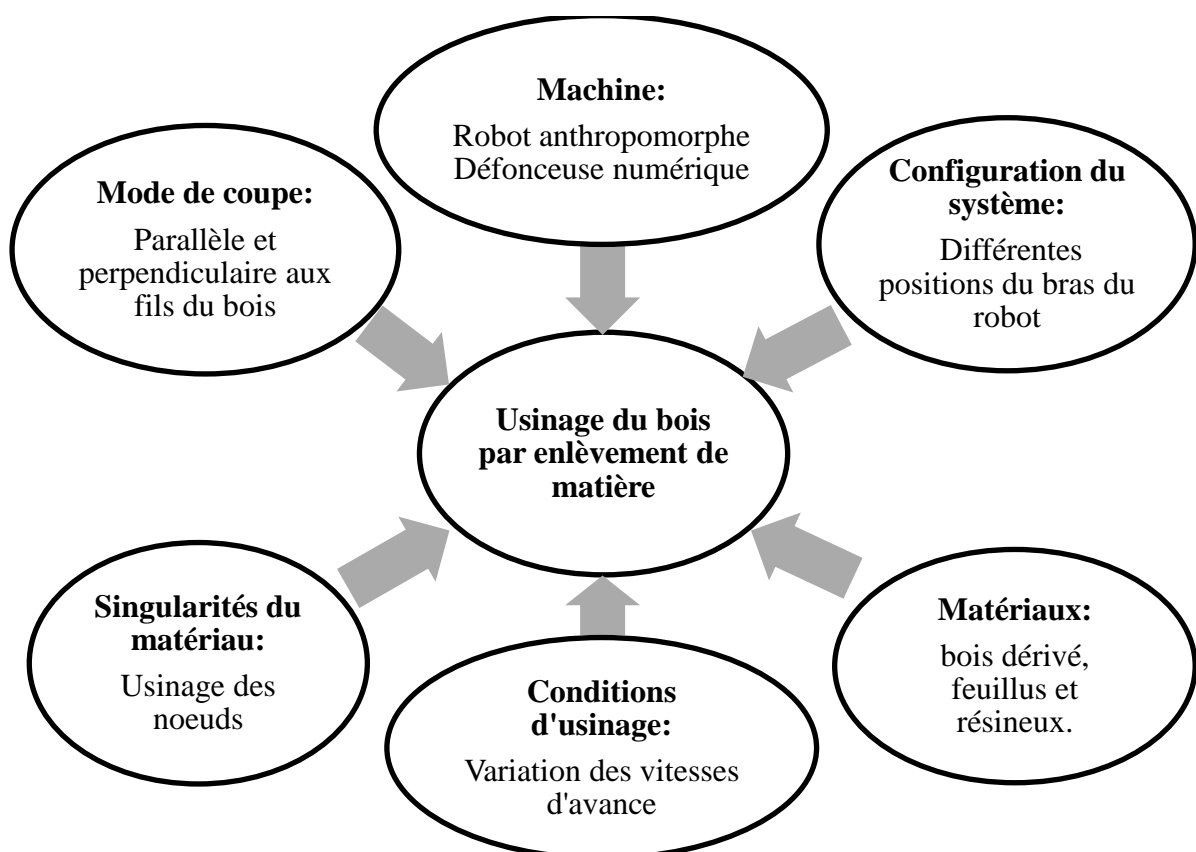 Machine:
Robot anthropomorphe
Défonceuse numérique
Mode de coupe:
Parallèle et
perpendiculaire aux
fils du bois
Configuration du
système:
Différentes
positions du bras du
robot
Usinage du bois
par enlèvement de
matière
Singularités du
matériau:
Usinage des
noeuds
Conditions
d'usinage:
Variation des vitesses
d'avance
Matériaux:
bois dérivé,
feuillus et
résineux.